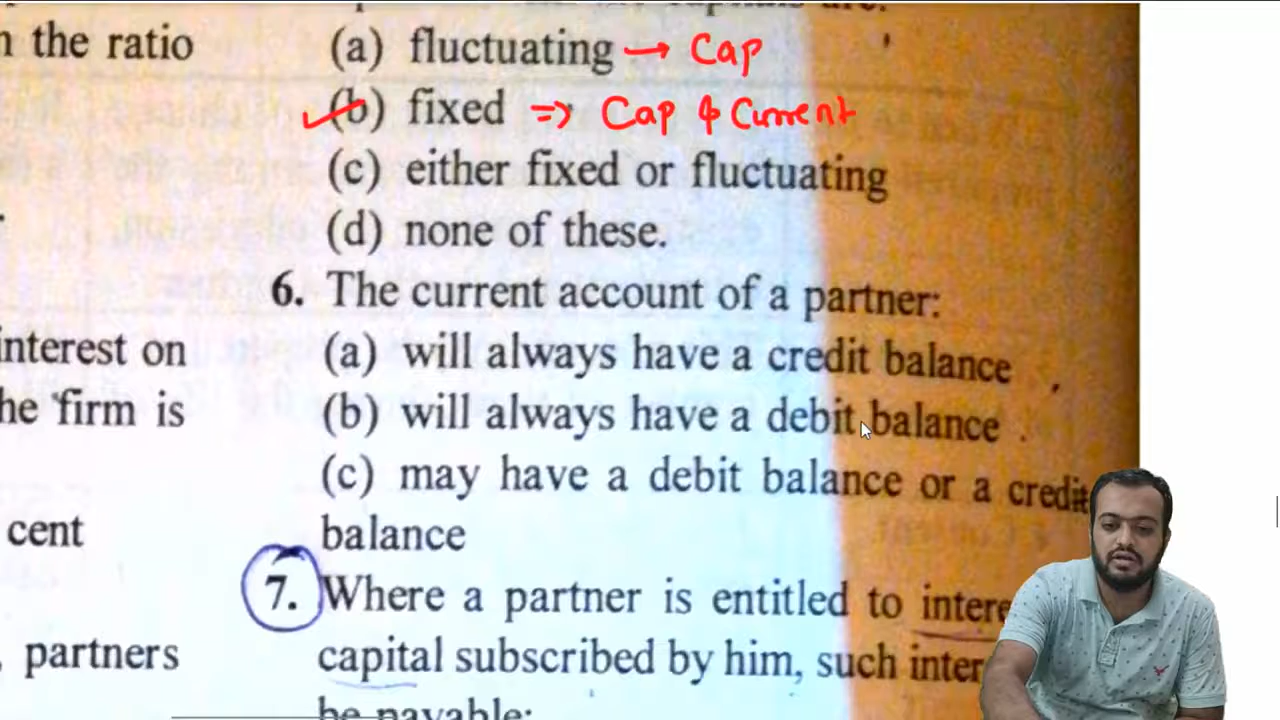 n the ratio
(a) fluctuating → Cap
(b) fixed => Cap & Current
(c) either fixed or fluctuating
(d) none of these.
6. The current account of a partner:
interest on
(a) will always have a credit balance
he firm is
(b) will always have a debit balance
(c) may have a debit balance or a credit
cent
balance
7. Where a partner is entitled to intere
, partners
capital subscribed by him, such inter
be payable: